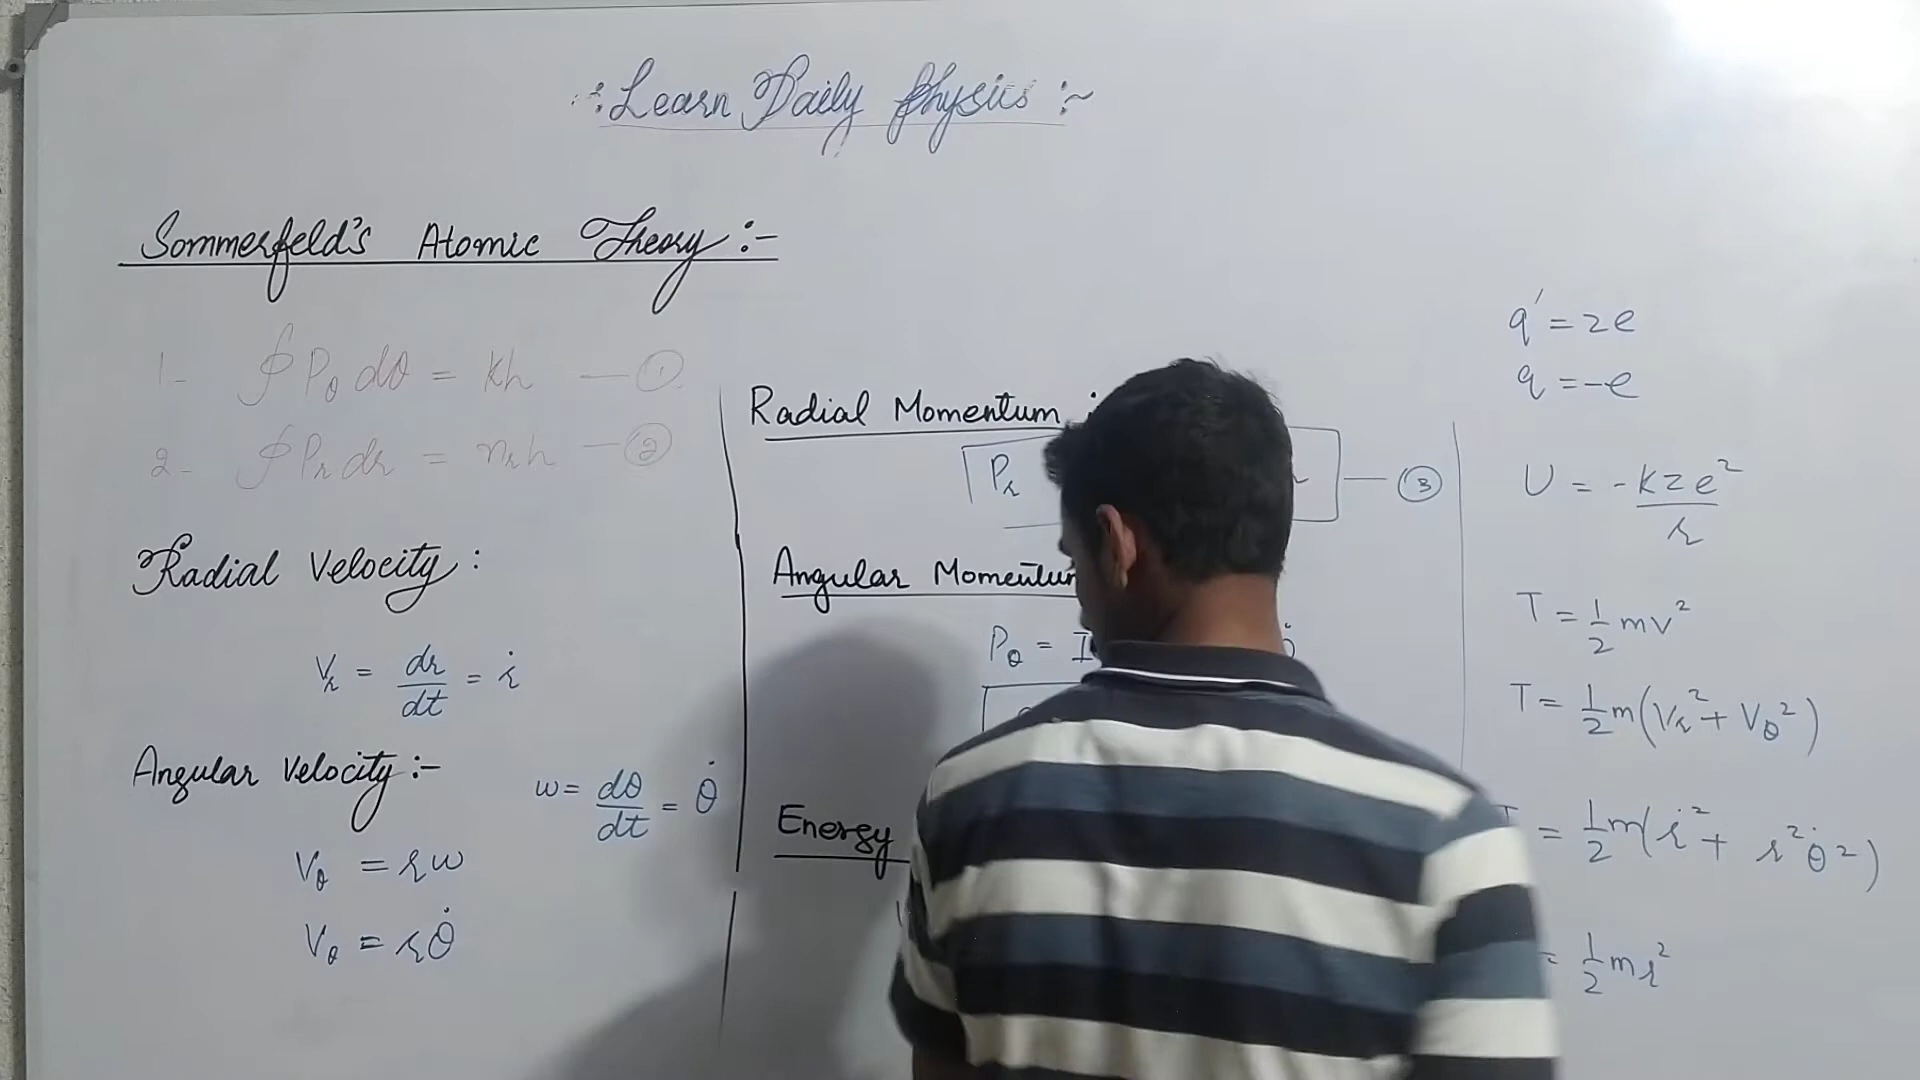 :Learn Daily Physics :~
Sommerfeld's Atomic Theory :-
1- ∮ P_θ dθ = kh — ①
2- ∮ P_r dr = n_r h — ②
Radial Velocity :
V_r = dr/dt = ṙ
Angular Velocity :-
ω = dθ/dt = θ̇
V_θ = rω
V_θ = rθ̇
Radial Momentum
P_r — ③
Angular Momentum
P_θ = I
Energy
q' = ze
q = -e
U = -kze²/r
T = 1/2 mv²
T = 1/2 m(V_r² + V_θ²)
= 1/2 m(ṙ² + r²θ̇²)
= 1/2 m r²